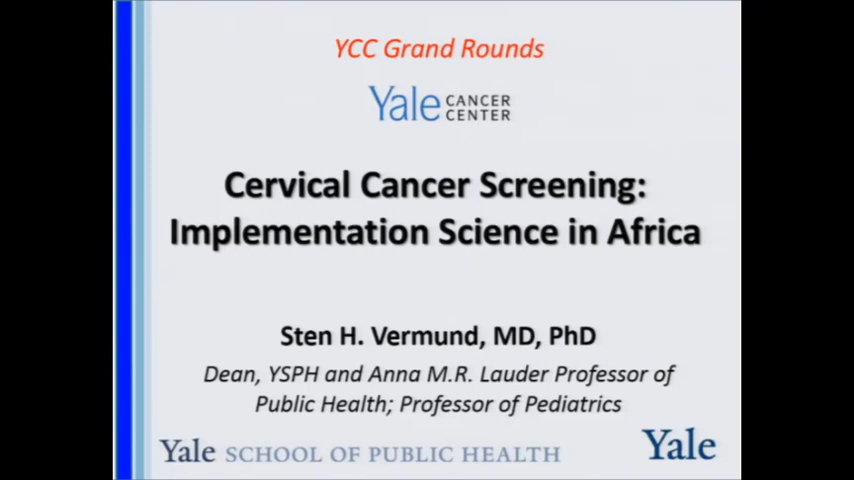 YCC Grand Rounds
Yale CANCER CENTER
Cervical Cancer Screening:
Implementation Science in Africa
Sten H. Vermund, MD, PhD
Dean, YSPH and Anna M.R. Lauder Professor of
Public Health; Professor of Pediatrics
Yale SCHOOL OF PUBLIC HEALTH
Yale